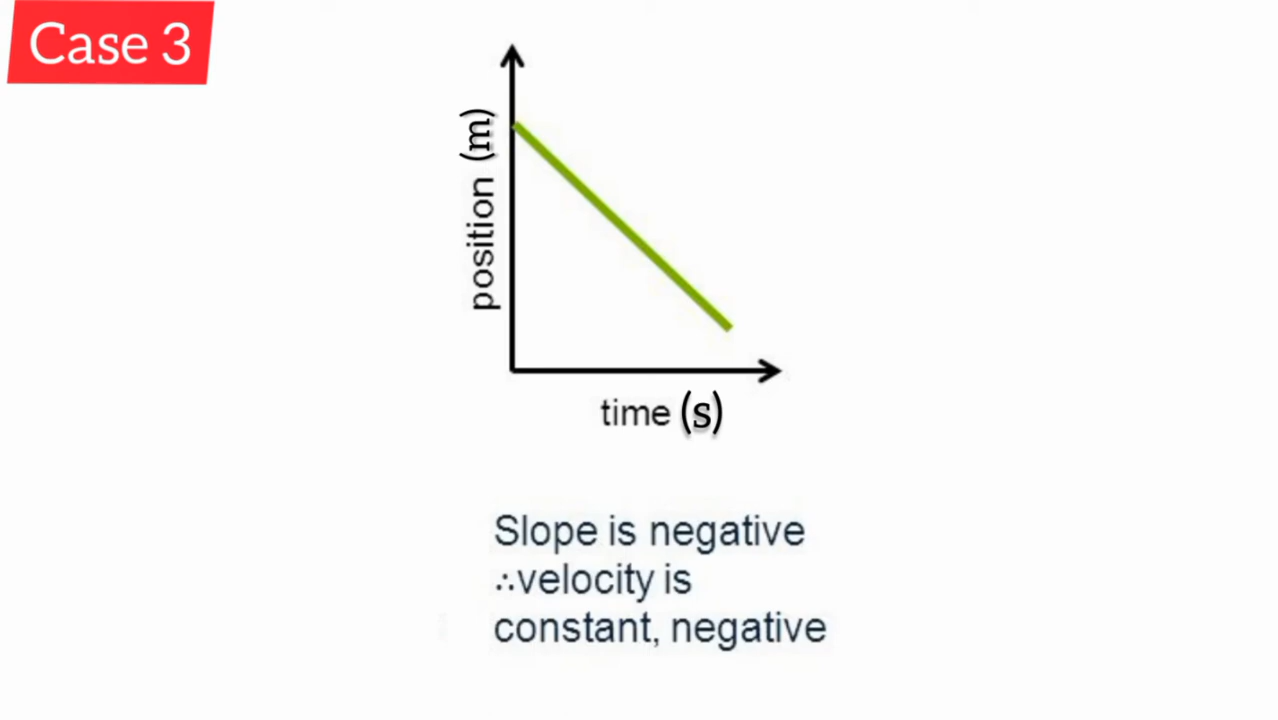 Case 3
position (m)
time (s)
Slope is negative
∴velocity is
constant, negative